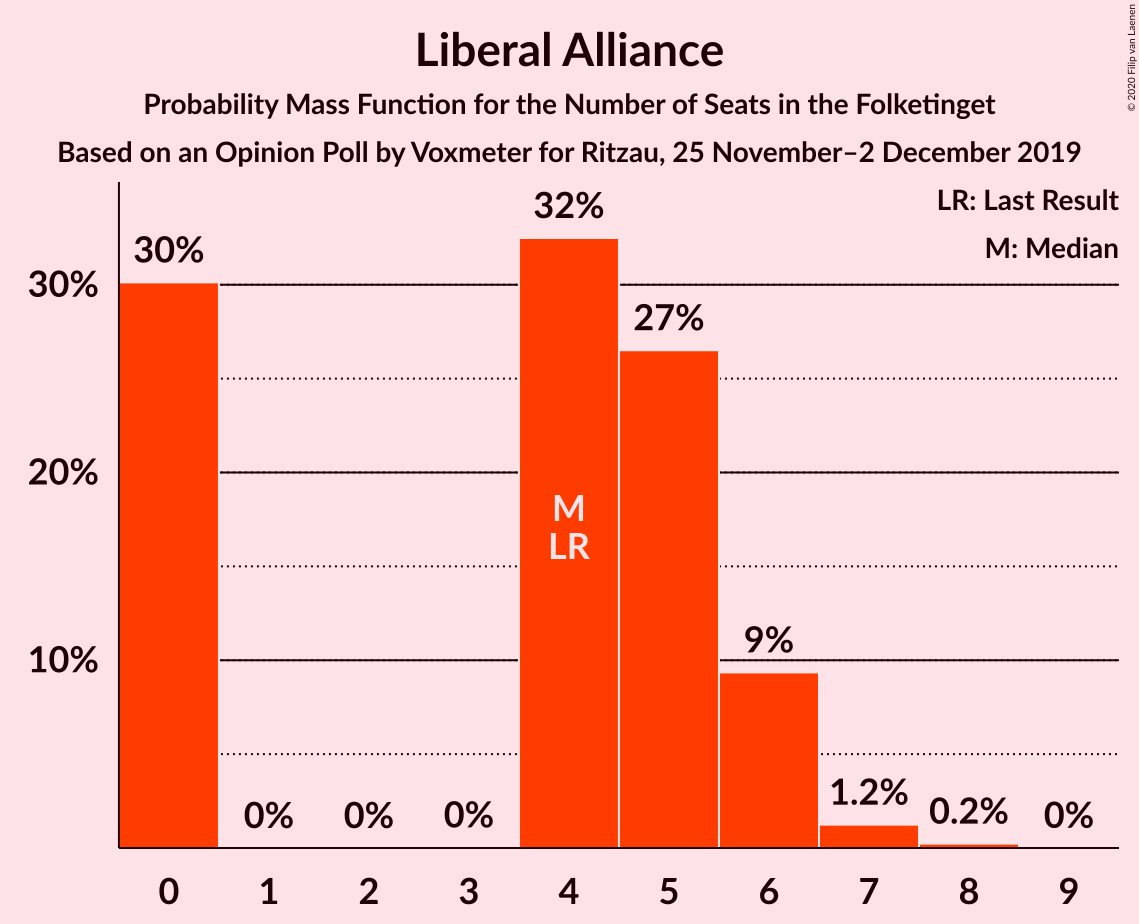 Liberal Alliance
Probability Mass Function for the Number of Seats in the Folketinget
Based on an Opinion Poll by Voxmeter for Ritzau, 25 November–2 December 2019
© 2020 Filip van Laenen
LR: Last Result
M: Median
30%
20%
10%
30%
0%
0%
0%
32%
27%
9%
1.2%
0.2%
0%
M
LR
0
1
2
3
4
5
6
7
8
9